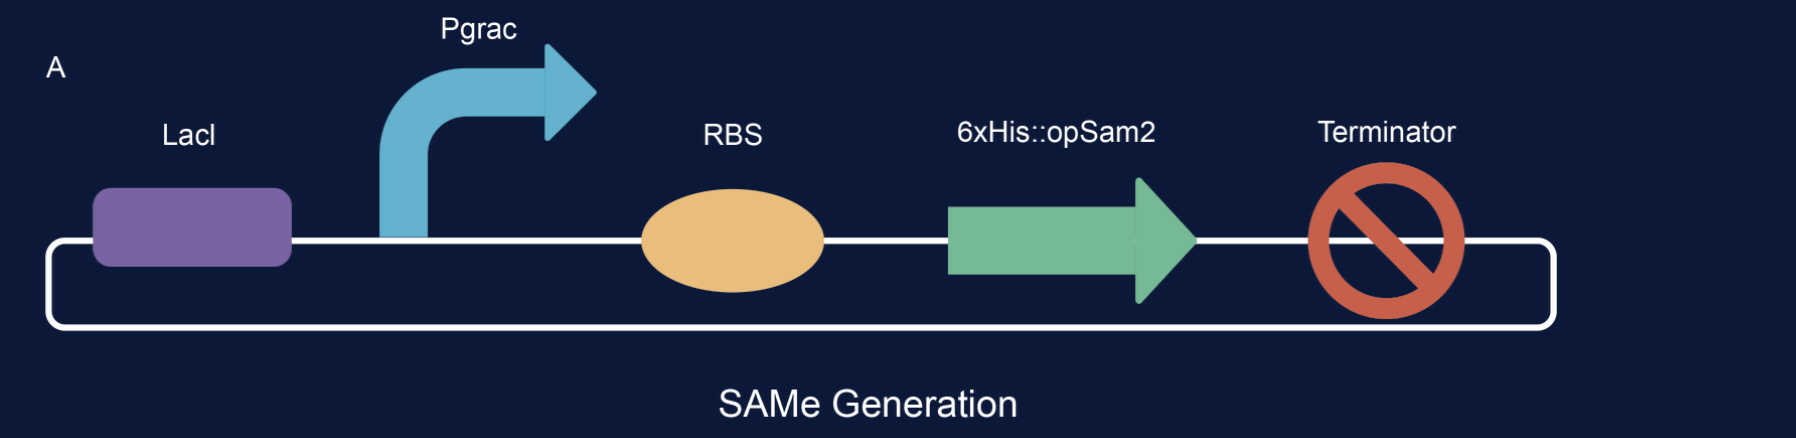 A
Pgrac
LacI
RBS
6xHis::opSam2
Terminator
SAMe Generation